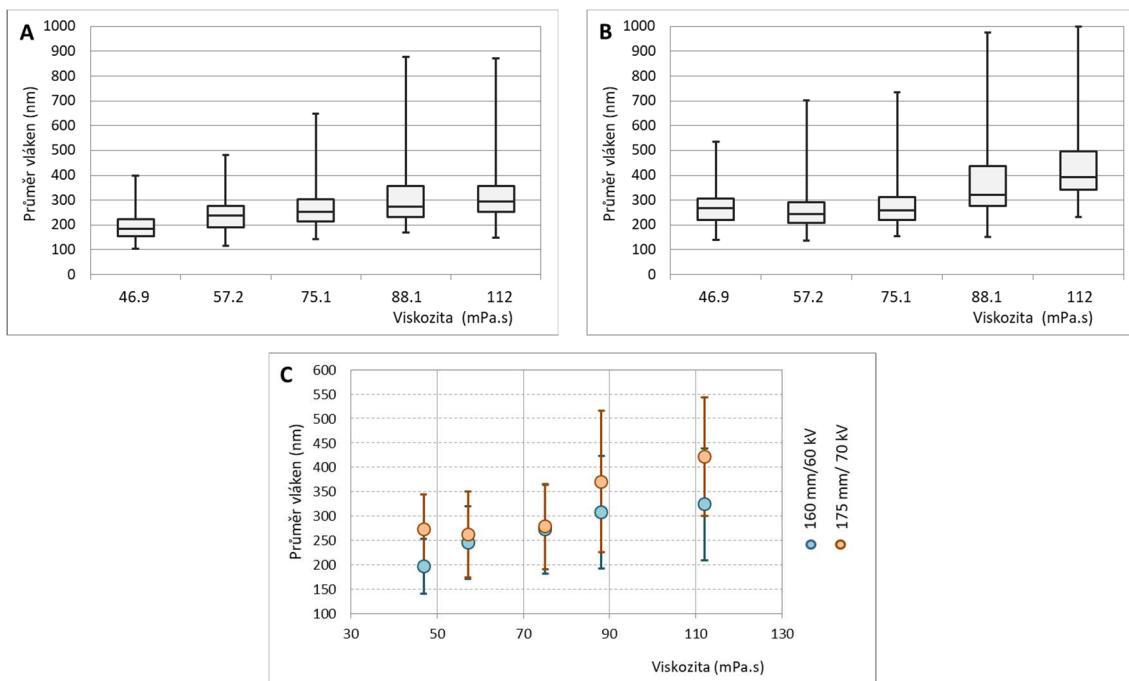 A
Průměr vláken (nm)
1000
900
800
700
600
500
400
300
200
100
0
46.9 57.2 75.1 88.1 112
Viskozita (mPa.s)
B
Průměr vláken (nm)
1000
900
800
700
600
500
400
300
200
100
0
46.9 57.2 75.1 88.1 112
Viskozita (mPa.s)
C
Průměr vláken (nm)
600
550
500
450
400
350
300
250
200
150
100
30 50 70 90 110 130
Viskozita (mPa.s)
160 mm/60 kV
175 mm/ 70 kV